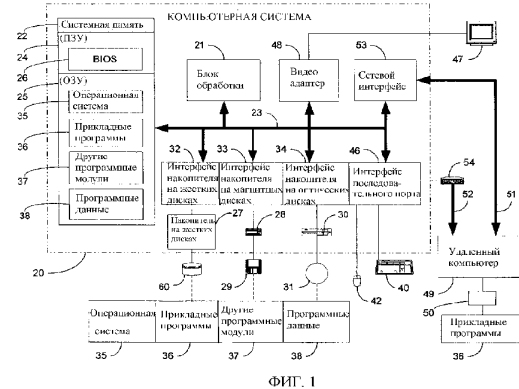 КОМПЬЮТЕРНАЯ СИСТЕМА
22
Системная память
(ПЗУ)
24
BIOS
26
(ОЗУ)
25
Операционная
система
35
Прикладные
программы
36
Другие
программные
модули
37
Программные
данные
38
21
Блок
обработки
48
Видео
адаптер
53
Сетевой
интерфейс
47
23
32
33
34
46
Интерфейс
накопителя
на жестких
дисках
Интерфейс
накопителя
на магнитных
дисках
Интерфейс
накопителя
на оптических
дисках
Интерфейс
последова-
тельного порта
54
52
51
Накопитель
на жестких
дисках
27
28
30
20
60
29
31
42
40
Удаленный
компьютер
49
50
Прикладные
программы
36
Операционная
система
Прикладные
программы
Другие
программные
модули
Программные
данные
35
36
37
38
ФИГ. 1